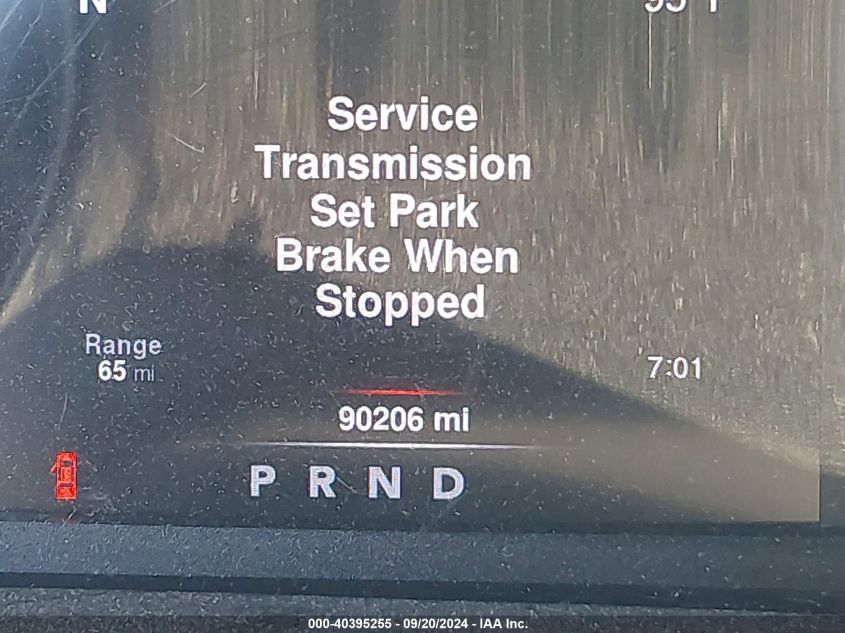 N
95 F
Service
Transmission
Set Park
Brake When
Stopped
Range
65 mi
7:01
90206 mi
P R N D
000-40395255 - 09/20/2024 - IAA Inc.